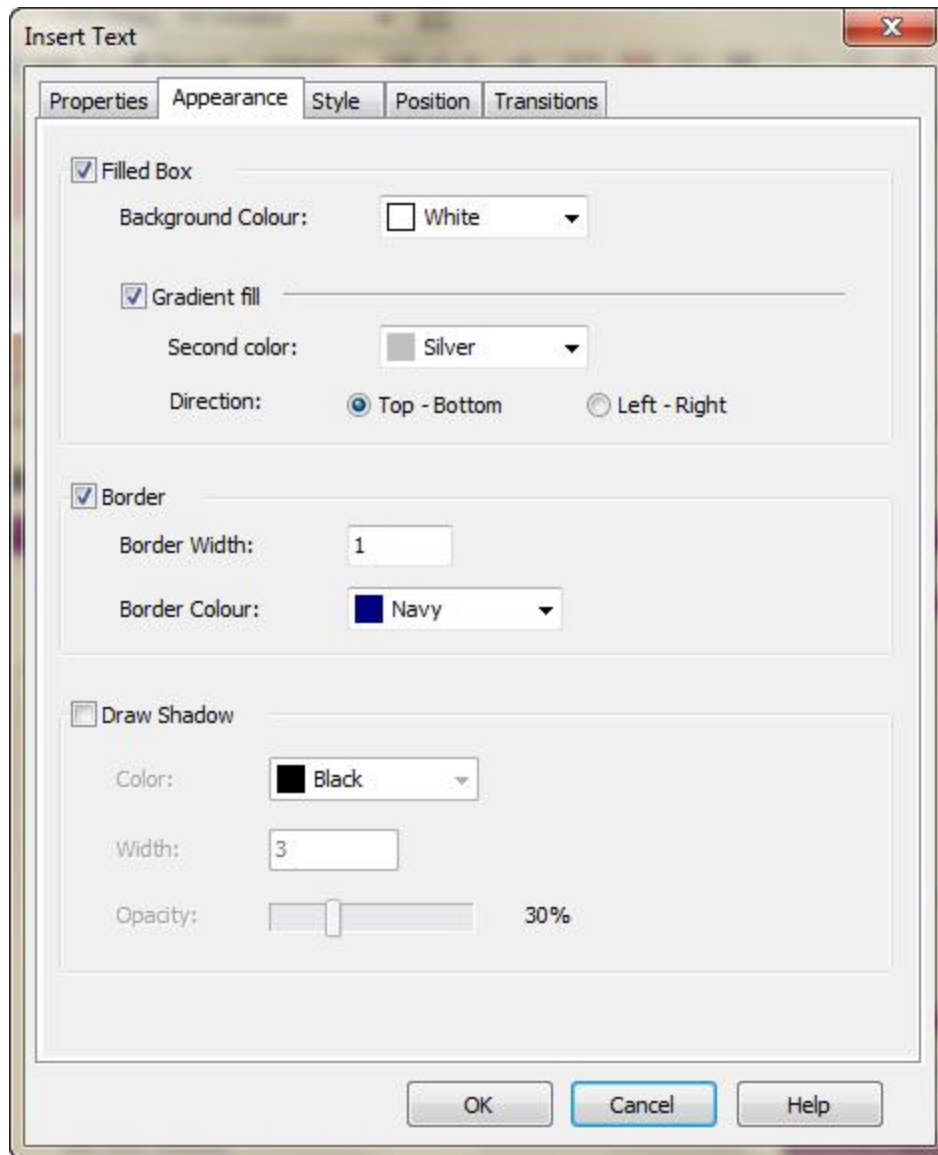 Insert Text
Properties Appearance Style Position Transitions
Filled Box
Background Colour: White
Gradient fill
Second color: Silver
Direction: Top - Bottom Left - Right
Border
Border Width: 1
Border Colour: Navy
Draw Shadow
Color: Black
Width: 3
Opacity: 30%
OK Cancel Help